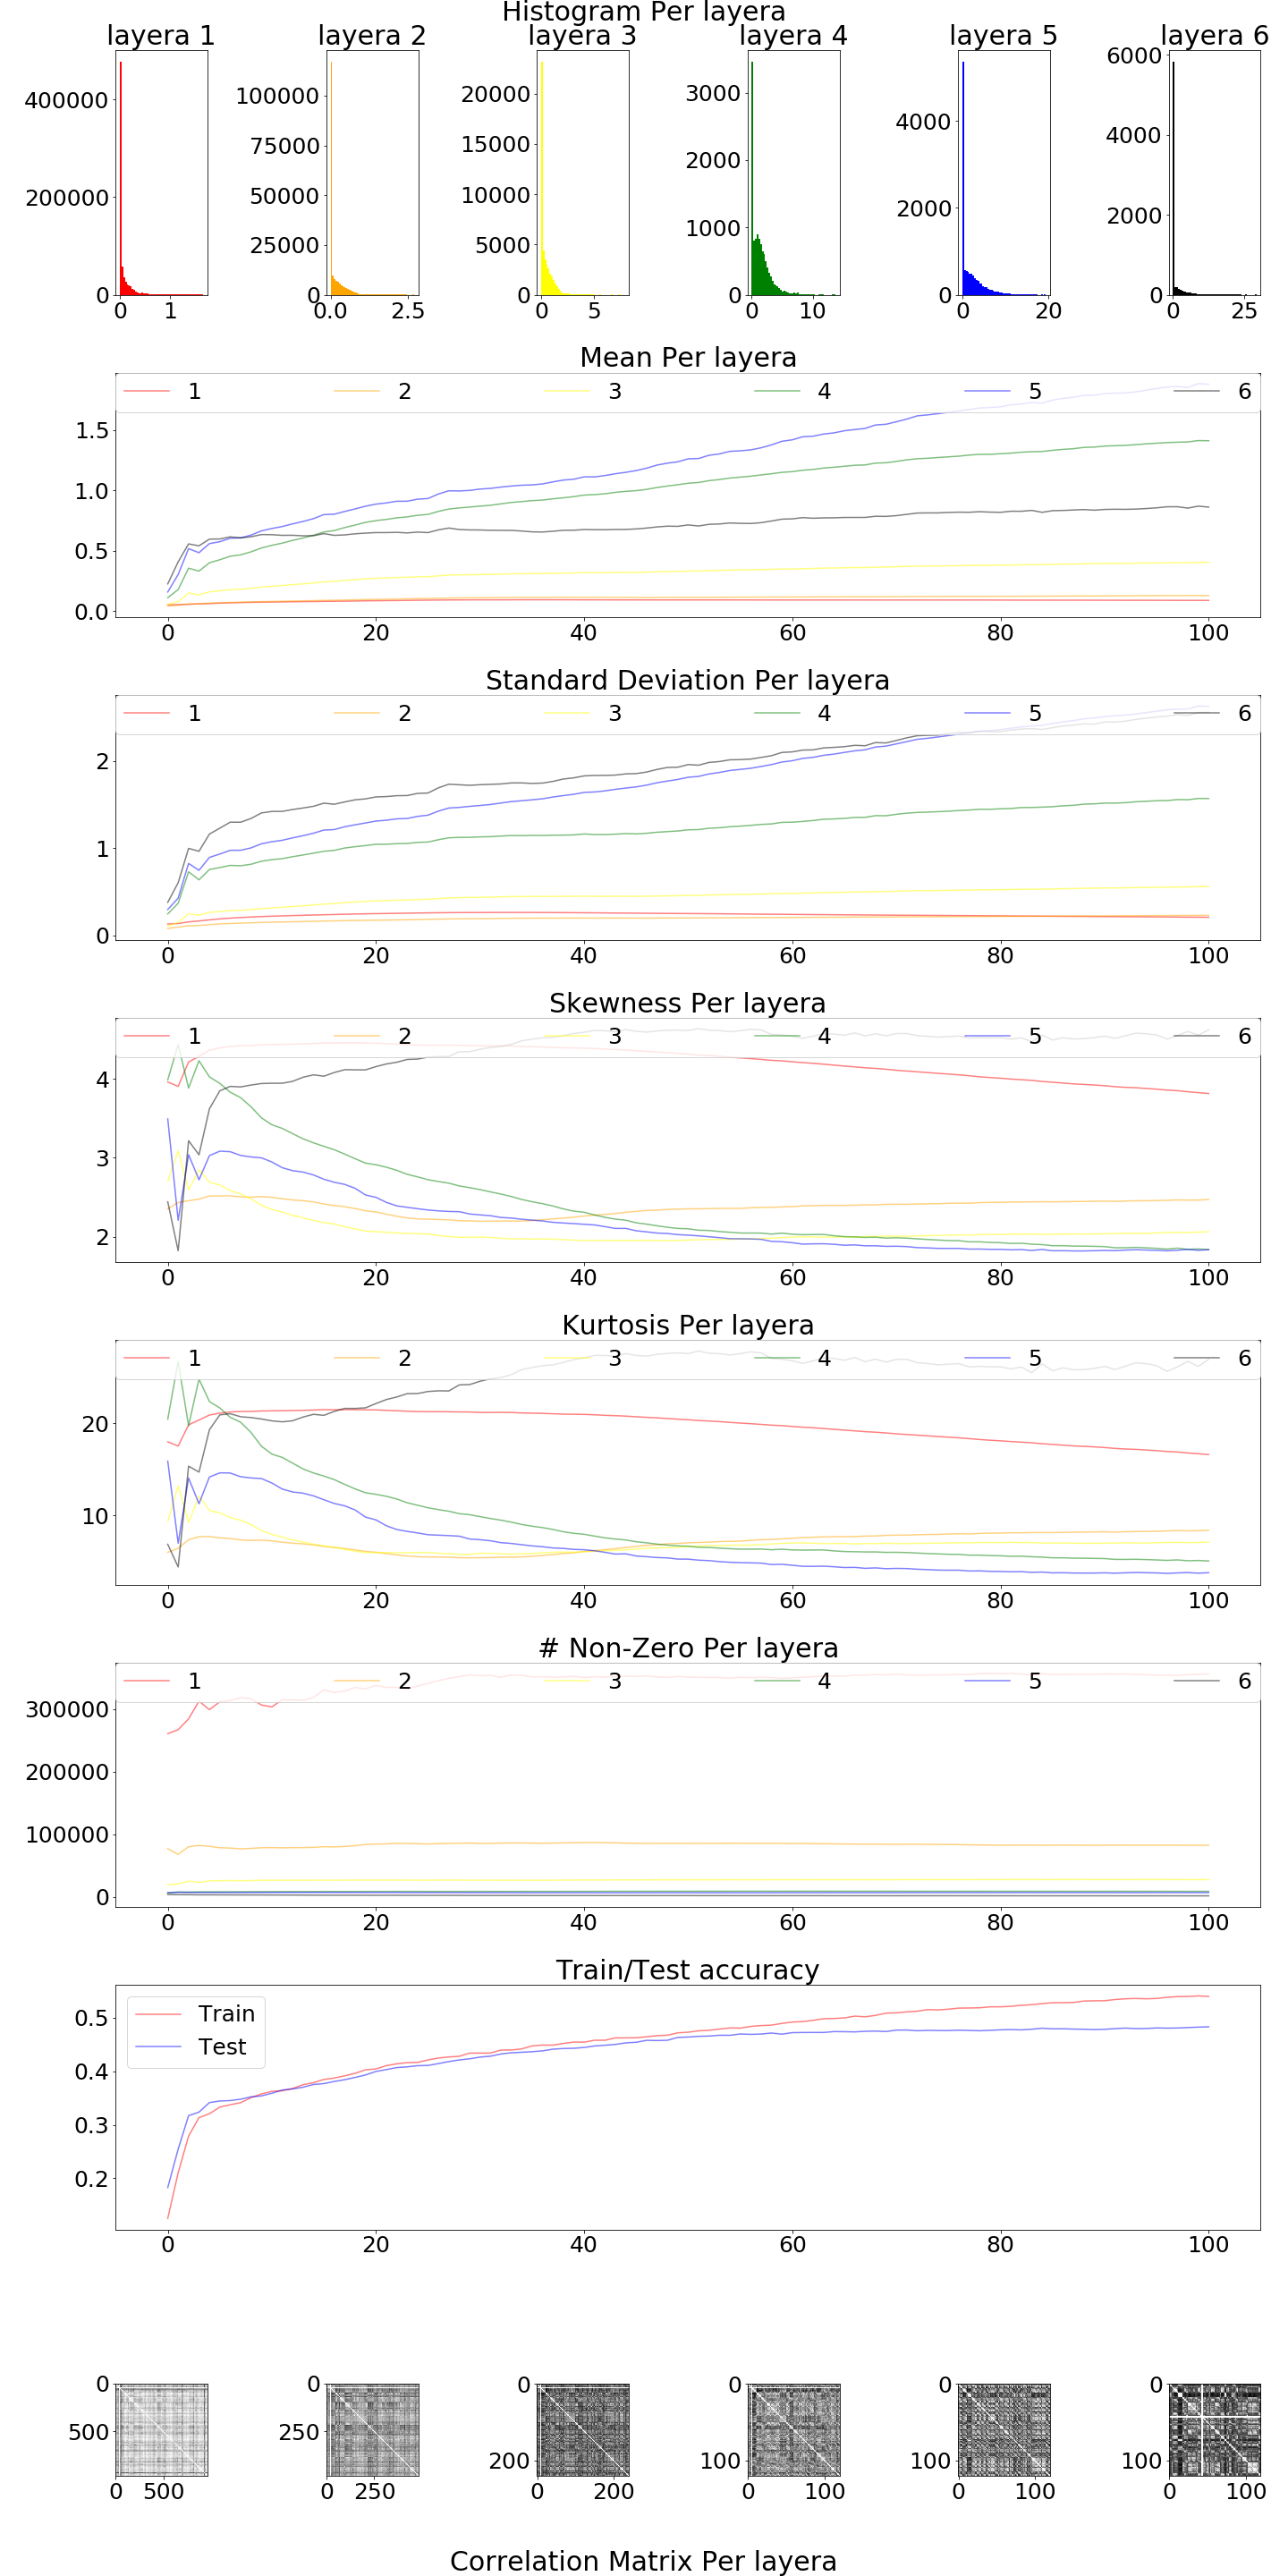 Histogram Per layera
layera 1 layera 2 layera 3 layera 4 layera 5 layera 6
400000 200000 0
0 1
100000 75000 50000 25000 0
0.0 2.5
20000 15000 10000 5000 0
0 5
3000 2000 1000 0
0 10
4000 2000 0
0 20
6000 4000 2000 0
0 25
Mean Per layera
1 2 3 4 5 6
1.5
1.0
0.5
0.0
0 20 40 60 80 100
Standard Deviation Per layera
1 2 3 4 5 6
2
1
0
0 20 40 60 80 100
Skewness Per layera
1 2 3 4 5 6
4
3
2
0 20 40 60 80 100
Kurtosis Per layera
1 2 3 4 5 6
20
10
0 20 40 60 80 100
# Non-Zero Per layera
1 2 3 4 5 6
300000
200000
100000
0
0 20 40 60 80 100
Train/Test accuracy
Train
Test
0.5
0.4
0.3
0.2
0 20 40 60 80 100
0 500
0 500
0 250
0 250
0 200
0 200
0 100
0 100
0 100
0 100
0 100
0 100
Correlation Matrix Per layera